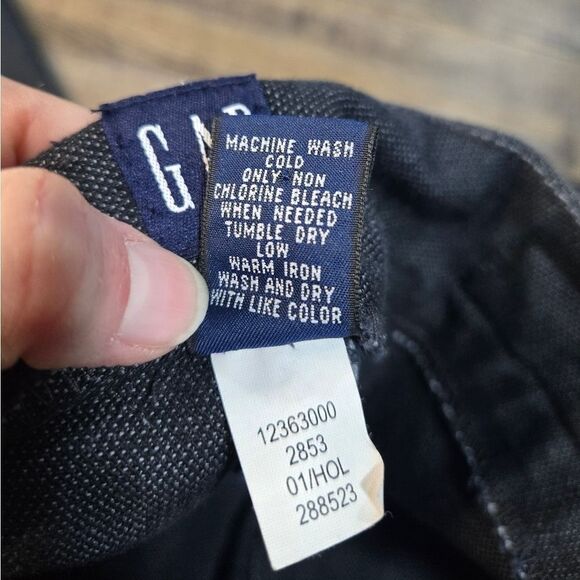 GAP
MACHINE WASH
COLD
ONLY NON
CHLORINE BLEACH
WHEN NEEDED
TUMBLE DRY
LOW
WARM IRON
WASH AND DRY
WITH LIKE COLOR
12363000
2853
01/HOL
288523